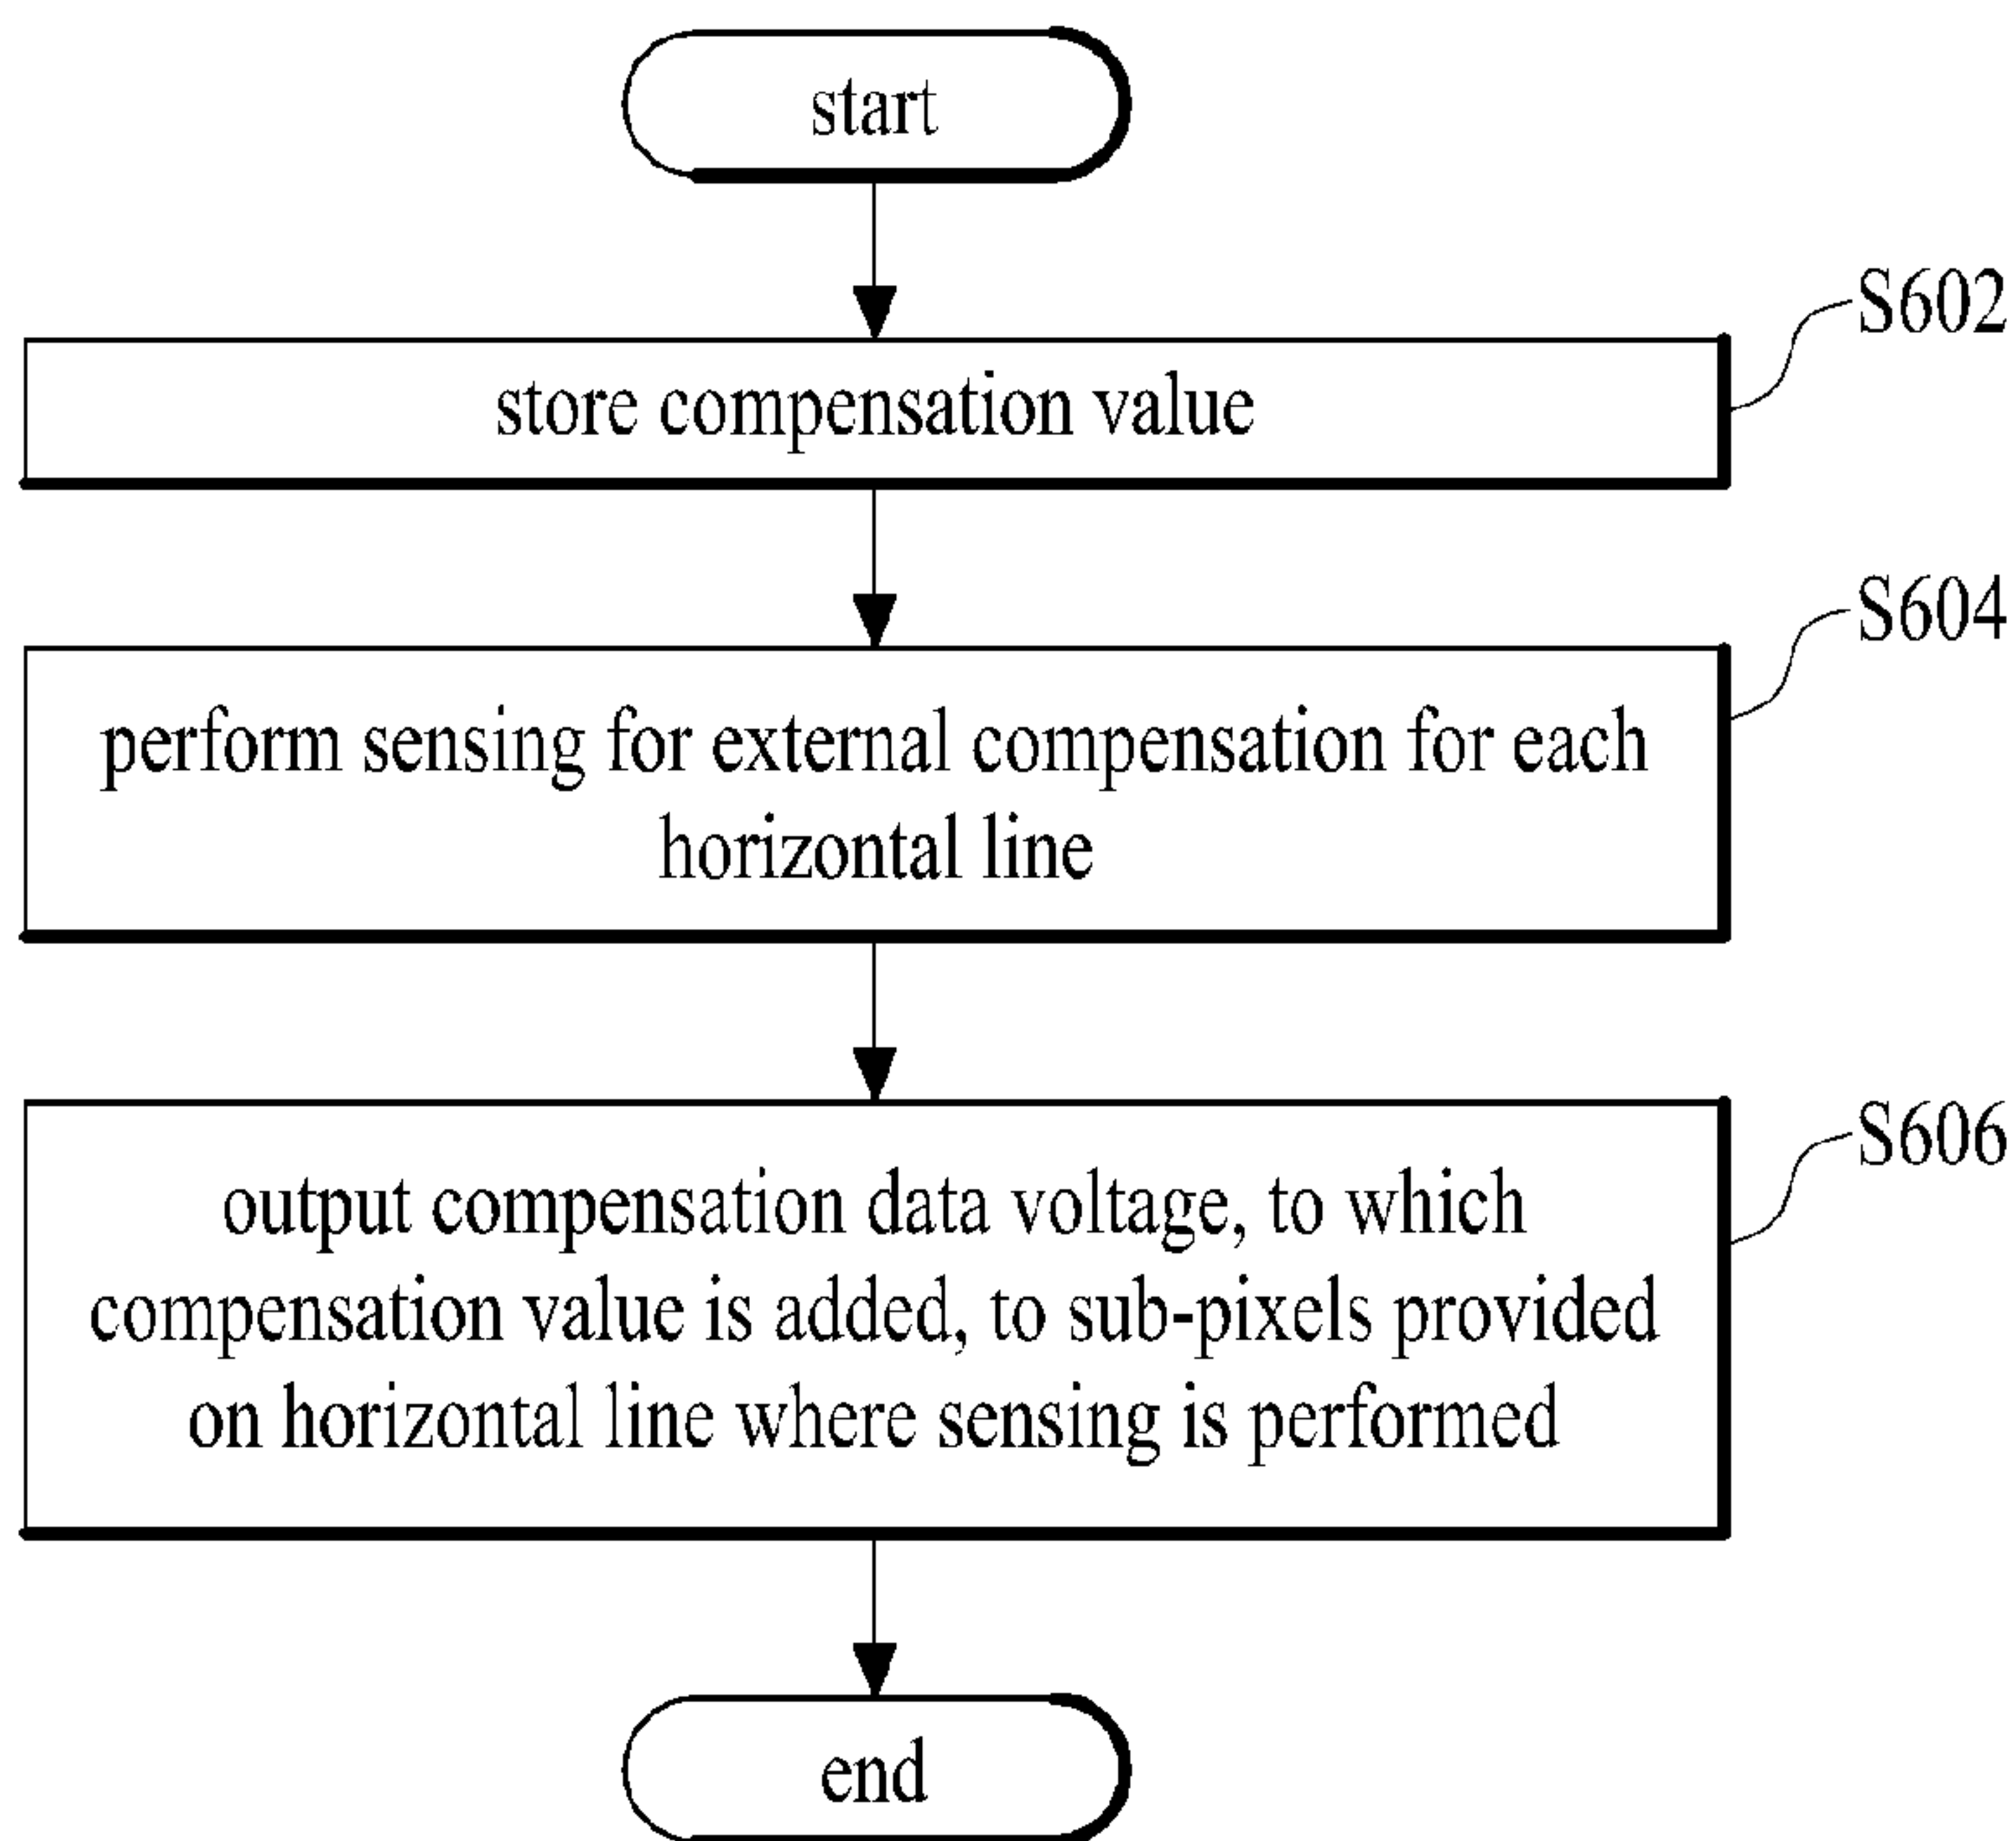 start
S602
store compensation value
S604
perform sensing for external compensation for each
horizontal line
S606
output compensation data voltage, to which
compensation value is added, to sub-pixels provided
on horizontal line where sensing is performed
end